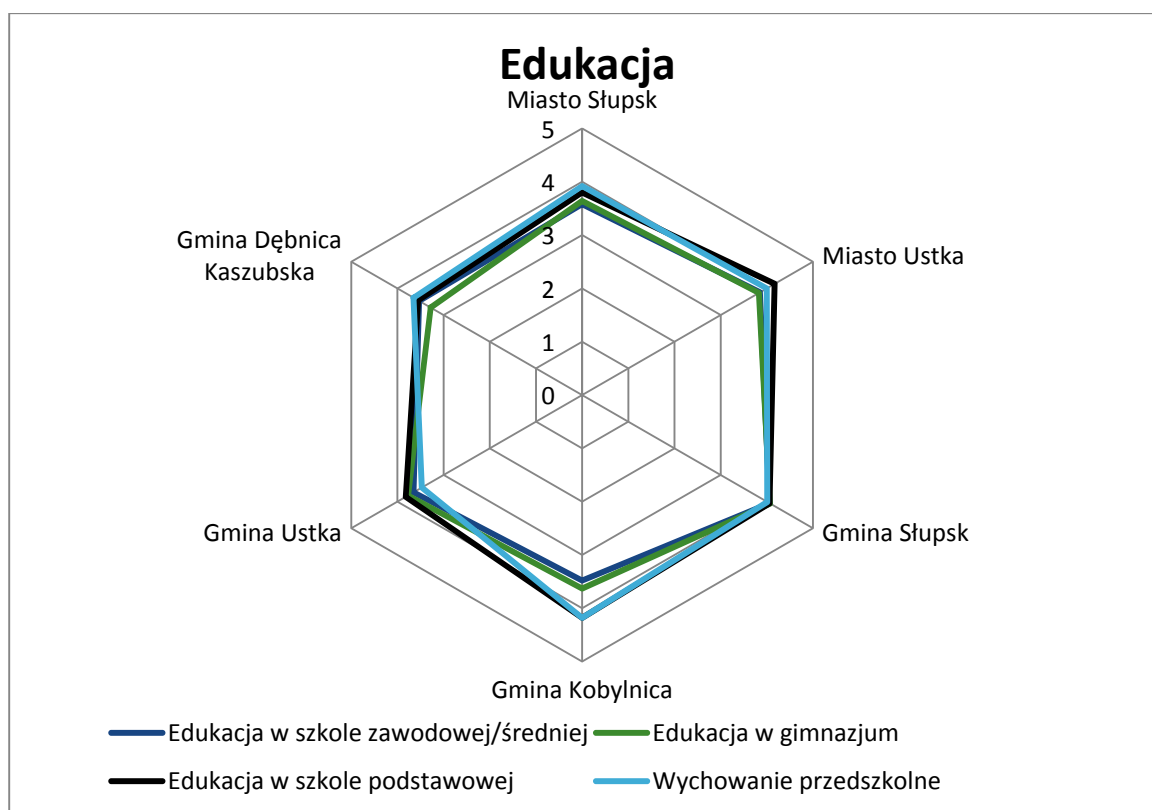 Edukacja
Miasto Słupsk
5
4
3
2
1
0
Miasto Ustka
Gmina Słupsk
Gmina Kobylnica
Gmina Ustka
Gmina Dębnica
Kaszubska
Edukacja w szkole zawodowej/średniej
Edukacja w gimnazjum
Edukacja w szkole podstawowej
Wychowanie przedszkolne